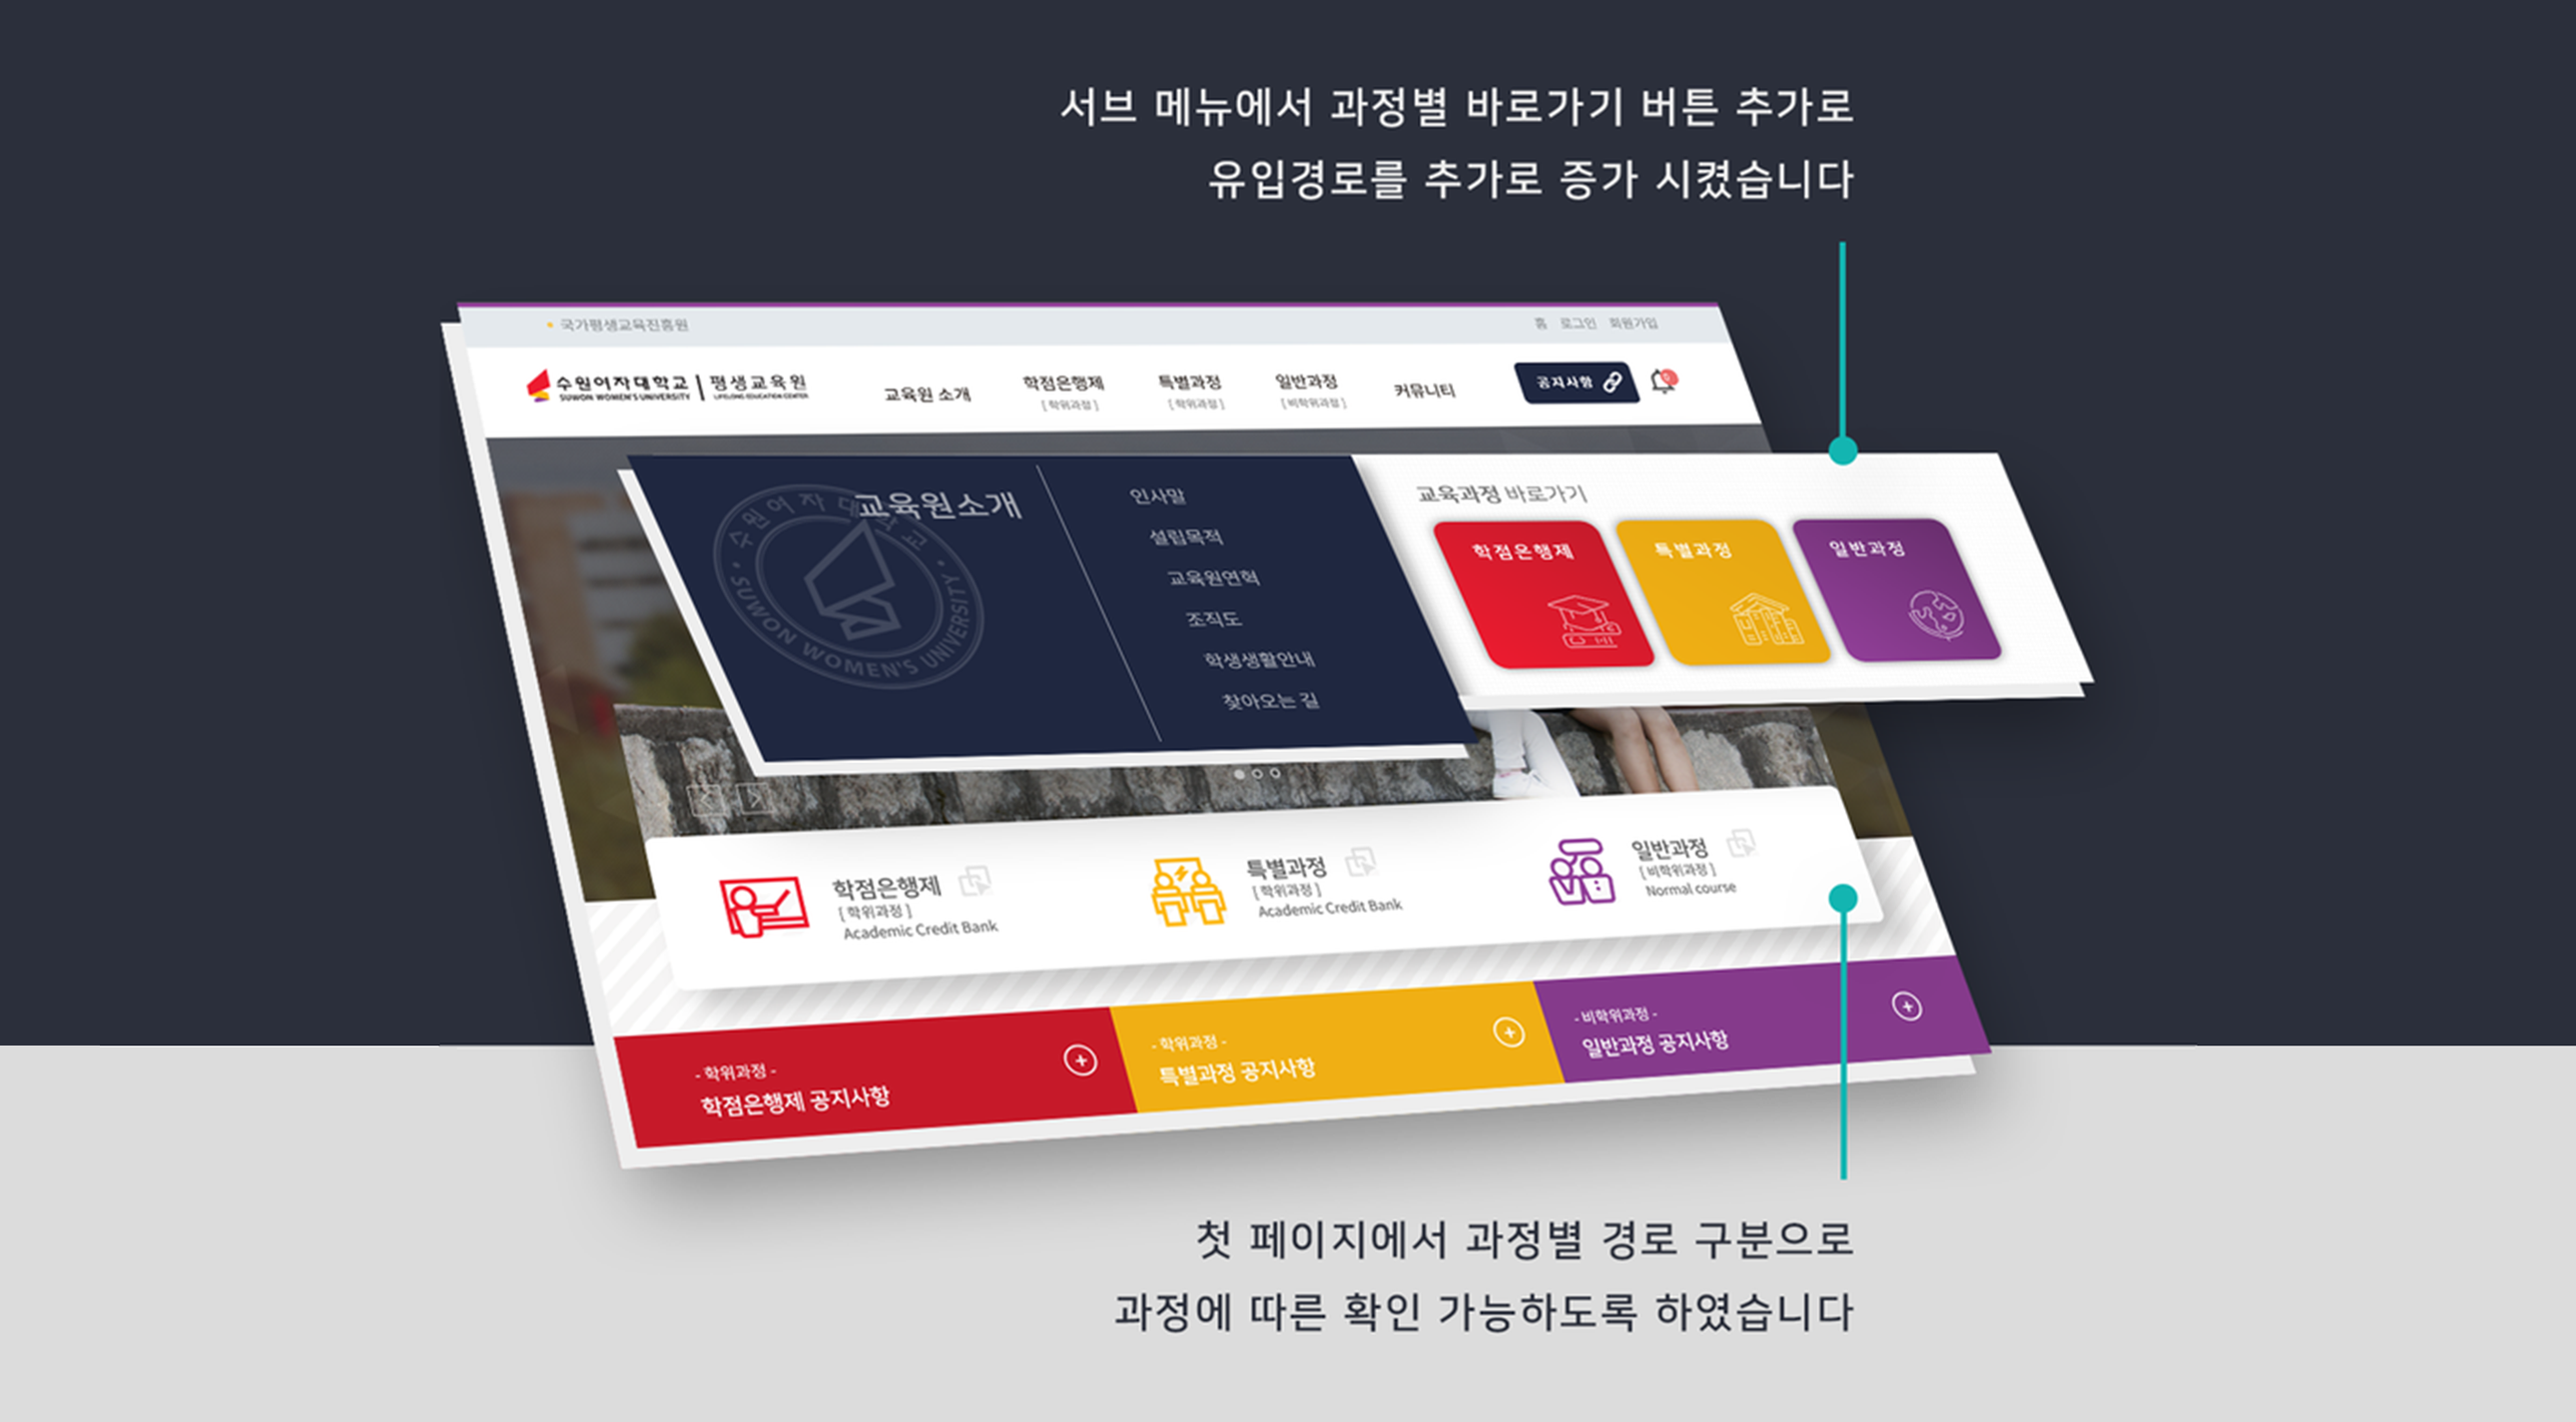 서브 메뉴에서 과정별 바로가기 버튼 추가로
유입경로를 추가로 증가 시켰습니다
국가평생교육진흥원
홈 로그인 회원가입
수원여자대학교 | 평생교육원
SUWON WOMEN'S UNIVERSITY LIFELONG EDUCATION CENTER
교육원 소개
학점은행제
[ 학위과정 ]
특별과정
[ 학위과정 ]
일반과정
[ 비학위과정 ]
커뮤니티
공지사항
수원여자대학교
SUWON WOMEN'S UNIVERSITY
교육원소개
인사말
설립목적
교육원연혁
조직도
학생생활안내
찾아오는 길
교육과정 바로가기
학점은행제
특별과정
일반과정
학점은행제
[ 학위과정 ]
Academic Credit Bank
특별과정
[ 학위과정 ]
Academic Credit Bank
일반과정
[ 비학위과정 ]
Normal course
- 학위과정 -
학점은행제 공지사항
- 학위과정 -
특별과정 공지사항
- 비학위과정 -
일반과정 공지사항
첫 페이지에서 과정별 경로 구분으로
과정에 따른 확인 가능하도록 하였습니다